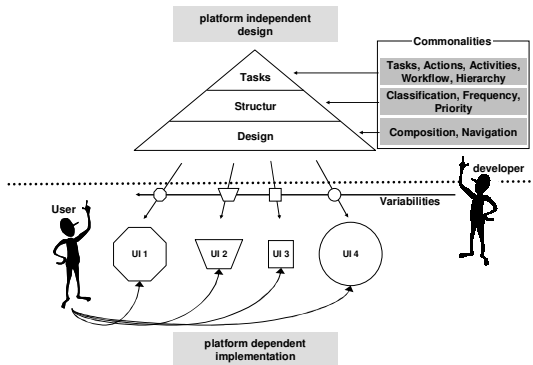 platform independent
design
Commonalities
Tasks, Actions, Activities,
Workflow, Hierarchy
Classification, Frequency,
Priority
Composition, Navigation
Tasks
Structur
Design
developer
Variabilities
User
UI 1
UI 2
UI 3
UI 4
platform dependent
implementation